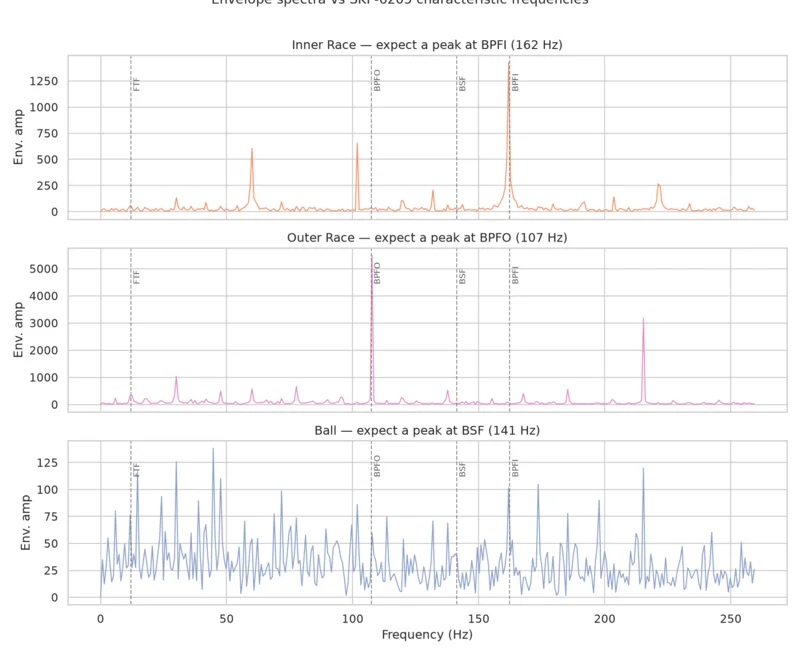 Envelope spectra vs SKF-6205 characteristic frequencies
Inner Race — expect a peak at BPFI (162 Hz)
FTF
BPFO
BSF
BPFI
1250
1000
750
500
250
0
Env. amp
Outer Race — expect a peak at BPFO (107 Hz)
FTF
BPFO
BSF
BPFI
5000
4000
3000
2000
1000
0
Env. amp
Ball — expect a peak at BSF (141 Hz)
FTF
BPFO
BSF
BPFI
125
100
75
50
25
0
Env. amp
0 50 100 150 200 250
Frequency (Hz)